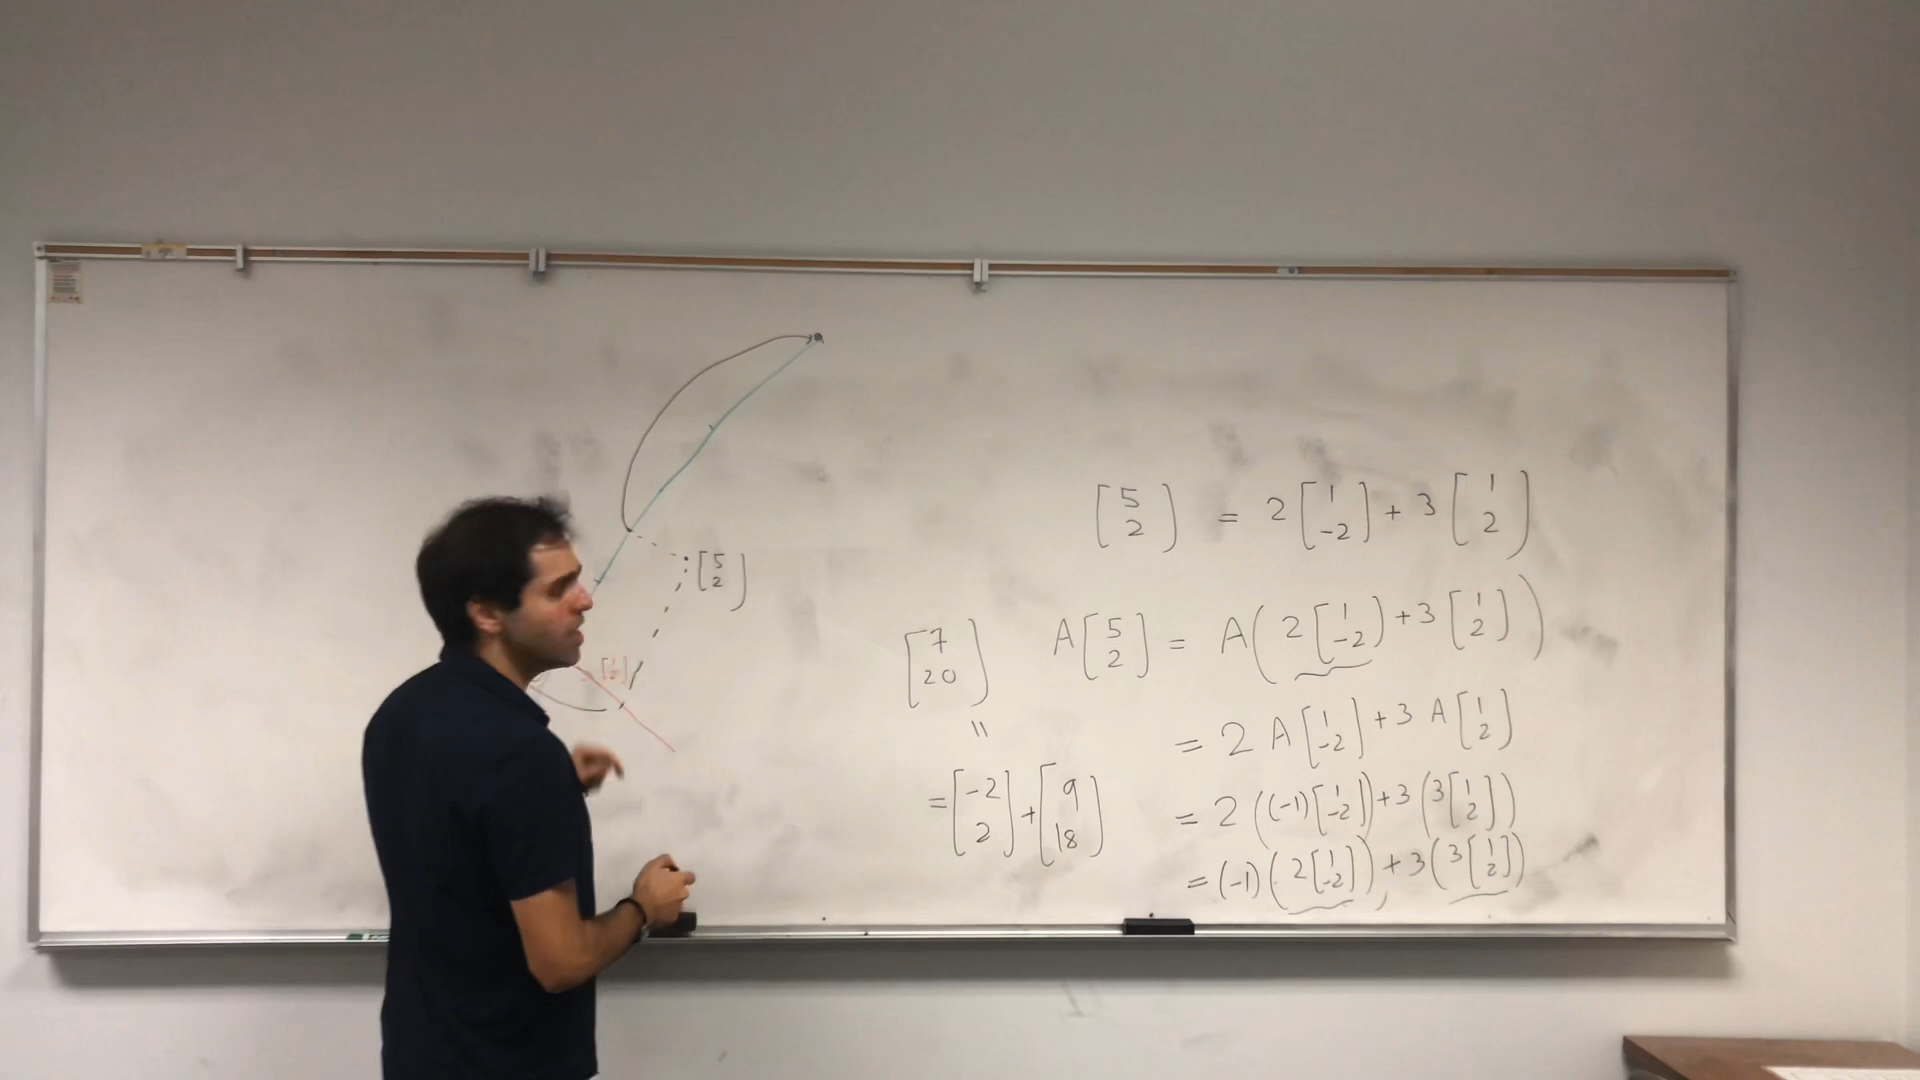 [5 2] = 2[1 -2] + 3[1 2]
[5 2]
[7 20] A[5 2] = A(2[1 -2] + 3[1 2])
= 2 A[1 -2] + 3 A[1 2]
= [-2 2] + [9 18]
= 2((-1)[1 -2]) + 3(3[1 2])
= (-1)(2[1 -2]) + 3(3[1 2])